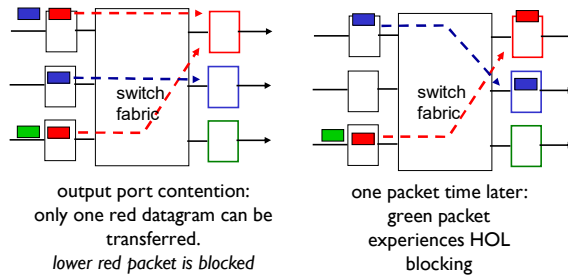 switch
fabric
output port contention:
only one red datagram can be
transferred.
lower red packet is blocked
switch
fabric
one packet time later:
green packet
experiences HOL
blocking